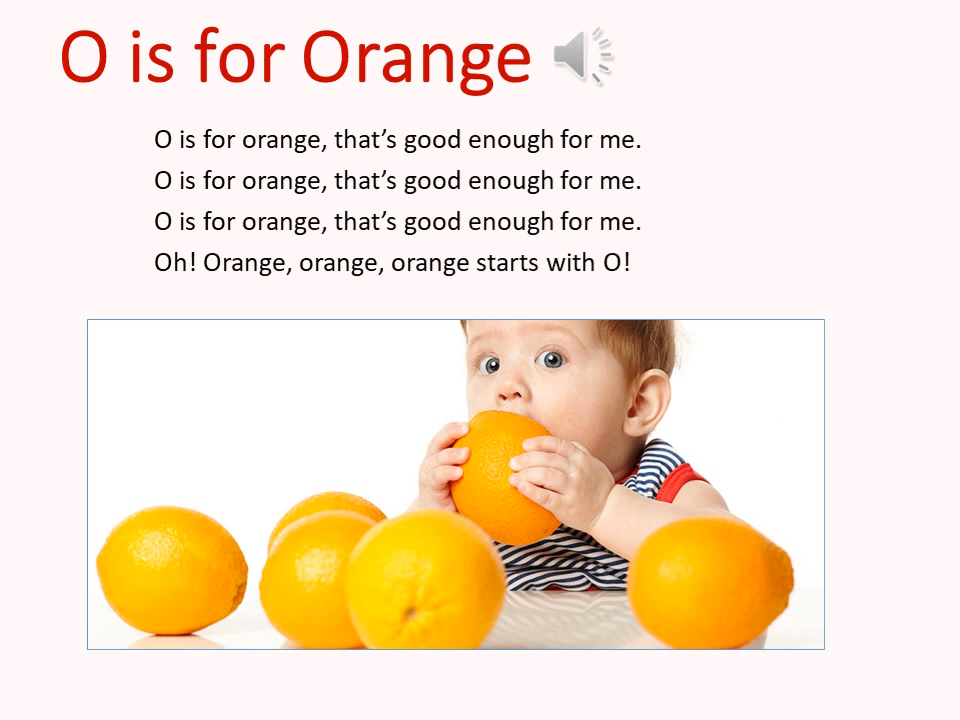 O is for Orange
O is for orange, that’s good enough for me.
O is for orange, that’s good enough for me.
O is for orange, that’s good enough for me.
Oh! Orange, orange, orange starts with O!